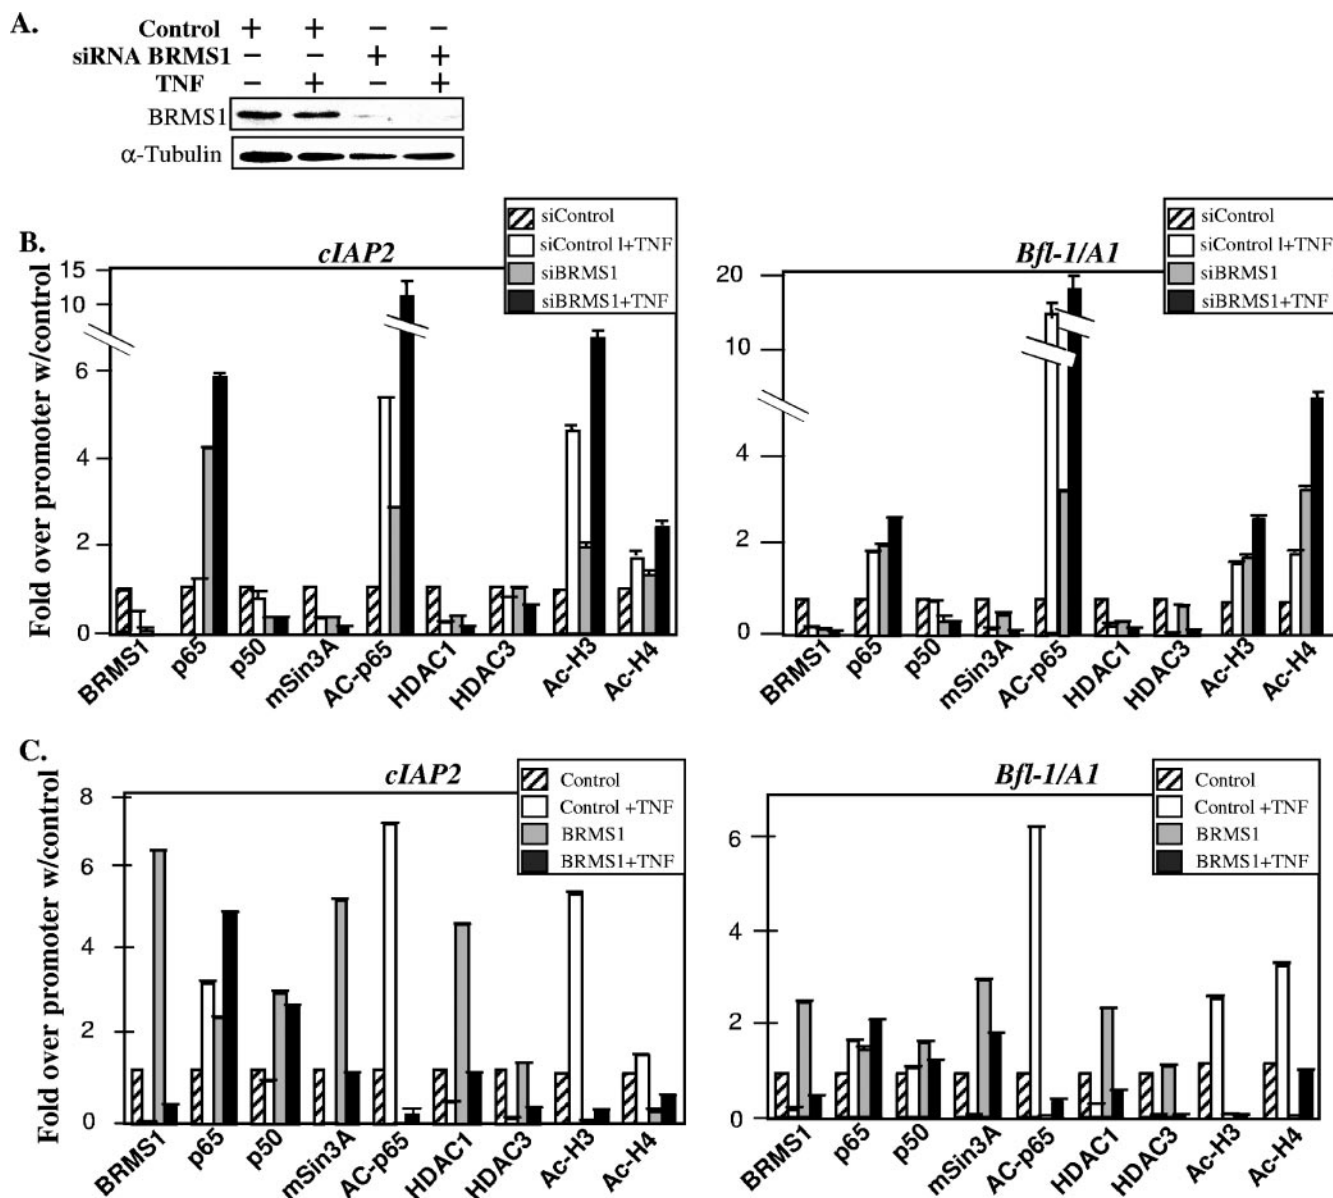 A.
Control + + − −
siRNA BRMS1 − − + +
TNF − + − +
BRMS1
α-Tubulin
B.
cIAP2
siControl
siControl l+TNF
siBRMS1
siBRMS1+TNF
Fold over promoter w/control
15
10
6
4
2
0
BRMS1 p65 p50 mSin3A AC-p65 HDAC1 HDAC3 Ac-H3 Ac-H4
Bfl-1/A1
siControl
siControl l+TNF
siBRMS1
siBRMS1+TNF
20
10
4
2
0
BRMS1 p65 p50 mSin3A AC-p65 HDAC1 HDAC3 Ac-H3 Ac-H4
C.
cIAP2
Control
Control +TNF
BRMS1
BRMS1+TNF
Fold over promoter w/control
8
6
4
2
0
BRMS1 p65 p50 mSin3A AC-p65 HDAC1 HDAC3 Ac-H3 Ac-H4
Bfl-1/A1
Control
Control +TNF
BRMS1
BRMS1+TNF
6
4
2
0
BRMS1 p65 p50 mSin3A AC-p65 HDAC1 HDAC3 Ac-H3 Ac-H4